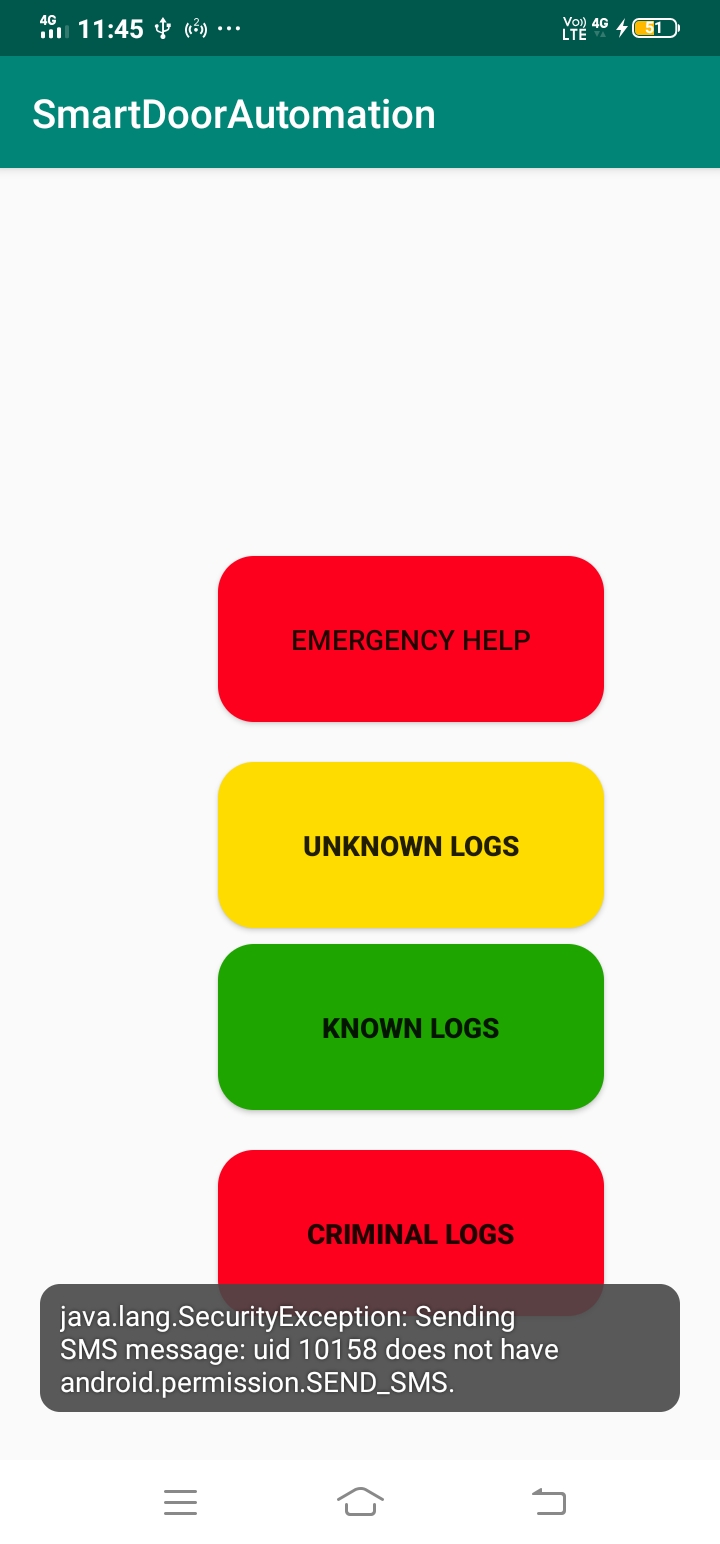 4G 11:45 2 ... Vo)) LTE 4G 51
SmartDoorAutomation
EMERGENCY HELP
UNKNOWN LOGS
KNOWN LOGS
CRIMINAL LOGS
java.lang.SecurityException: Sending
SMS message: uid 10158 does not have
android.permission.SEND_SMS.